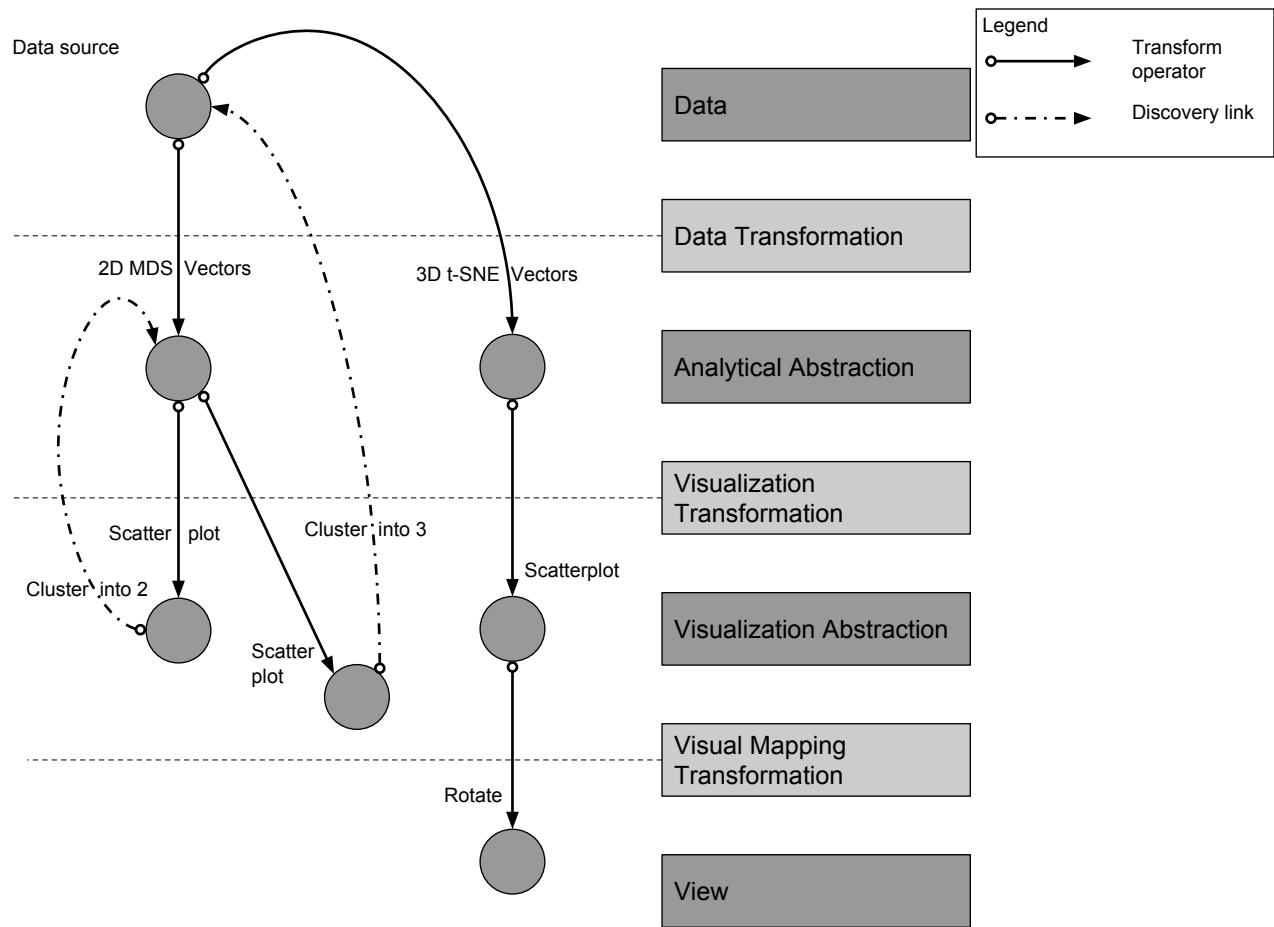 Data source
2D MDS Vectors
3D t-SNE Vectors
Scatter plot
Cluster into 3
Cluster into 2
Scatterplot
Scatter
plot
Rotate
Data
Data Transformation
Analytical Abstraction
Visualization
Transformation
Visualization Abstraction
Visual Mapping
Transformation
View
Legend
Transform
operator
Discovery link